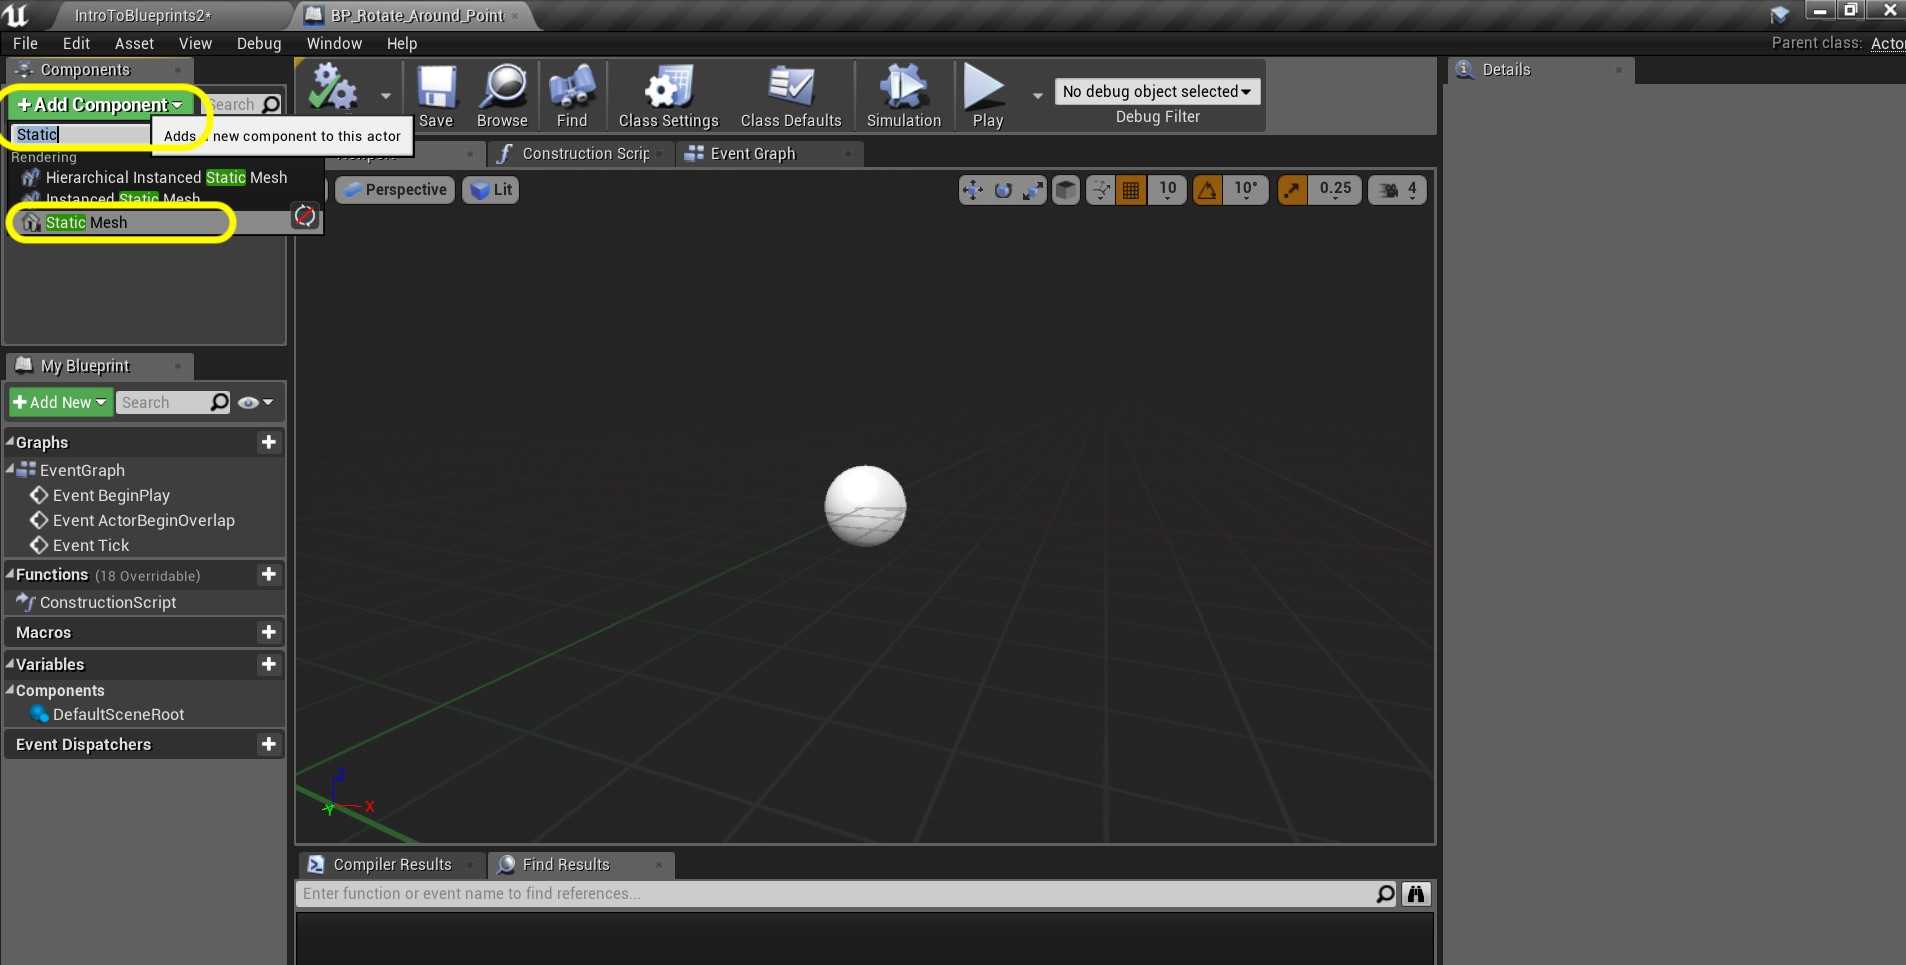 IntroToBlueprints2*
BP_Rotate_Around_Point
File Edit Asset View Debug Window Help
Parent class: Actor
Components
+Add Component
Search
Static
Adds a new component to this actor
Rendering
Hierarchical Instanced Static Mesh
Instanced Static Mesh
Static Mesh
Save
Browse
Find
Class Settings
Class Defaults
Simulation
Play
No debug object selected
Debug Filter
Details
Construction Scrip
Event Graph
Perspective
Lit
10
10°
0.25
4
My Blueprint
+Add New
Search
Graphs
EventGraph
Event BeginPlay
Event ActorBeginOverlap
Event Tick
Functions (18 Overridable)
ConstructionScript
Macros
Variables
Components
DefaultSceneRoot
Event Dispatchers
Z
Y
X
Compiler Results
Find Results
Enter function or event name to find references...